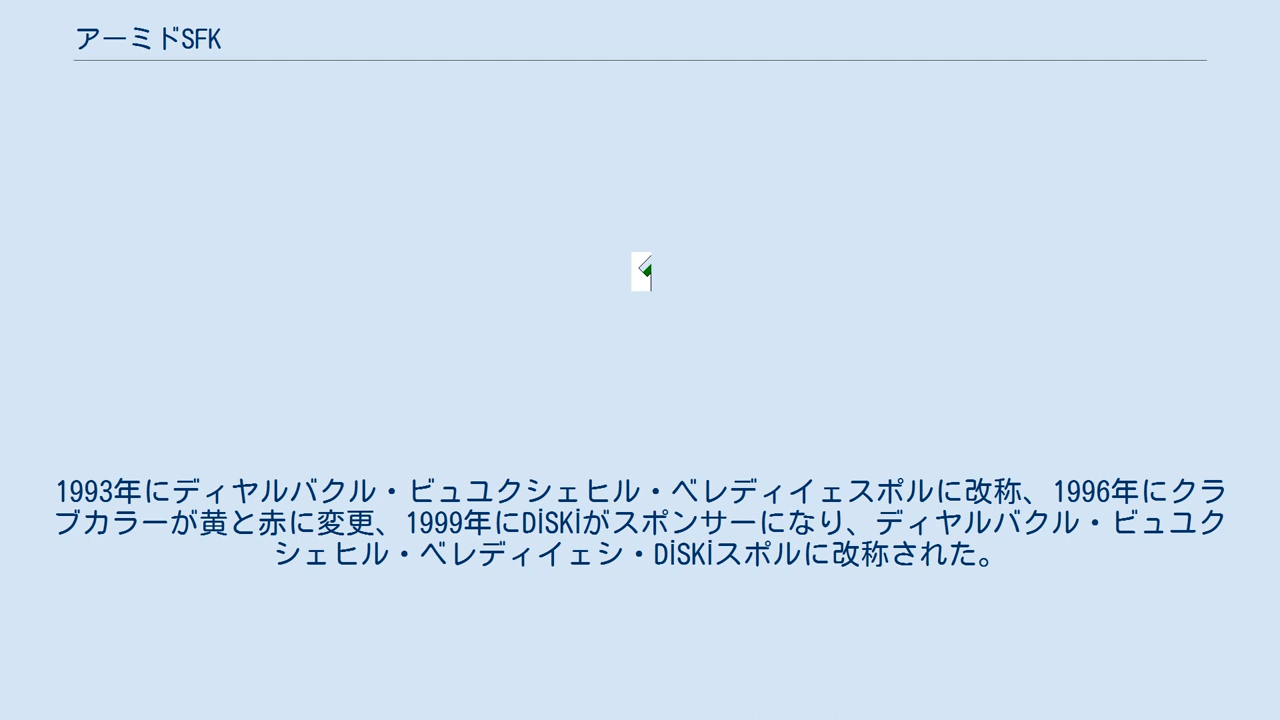 アーミドSFK
1993年にディヤルバクル・ビュユクシェヒル・ベレディイェスポルに改称、1996年にクラ
ブカラーが黄と赤に変更、1999年にDİSKİがスポンサーになり、ディヤルバクル・ビュユク
シェヒル・ベレディイェシ・DİSKİスポルに改称された。